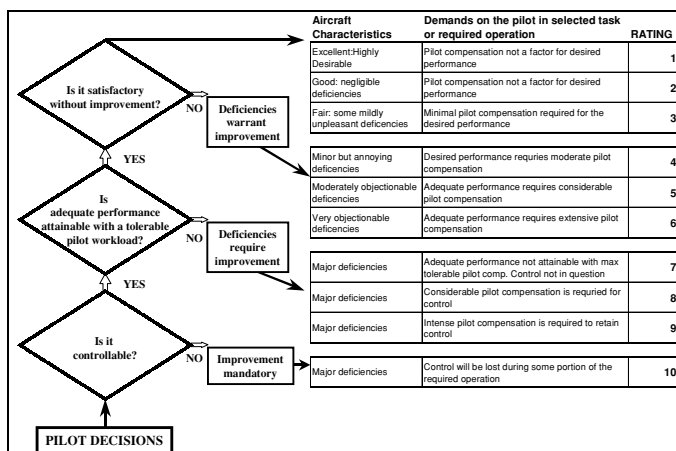 Aircraft Characteristics
Demands on the pilot in selected task or required operation
RATING
Excellent:Highly Desirable
Pilot compensation not a factor for desired performance
1
Good: negligible deficiencies
Pilot compensation not a factor for desired performance
2
Fair: some mildly unpleasant deficencies
Minimal pilot compensation required for the desired performance
3
Minor but annoying deficencies
Desired performance requries moderate pilot compensation
4
Moderately objectionable deficencies
Adequate performance requires considerable pilot compensation
5
Very objectionable deficencies
Adequate performance requires extensive pilot compensation
6
Major deficiencies
Adequate performance not attainable with max tolerable pilot comp. Control not in question
7
Major deficiencies
Considerable pilot compensation is requried for control
8
Major deficiencies
Intense pilot compensation is required to retain control
9
Major deficiencies
Control will be lost during some portion of the required operation
10
Is it satisfactory
without improvement?
NO
Deficiencies
warrant
improvement
YES
Is
adequate performance
attainable with a tolerable
pilot workload?
NO
Deficiencies
require
improvement
YES
Is it
controllable?
NO
Improvement
mandatory
PILOT DECISIONS